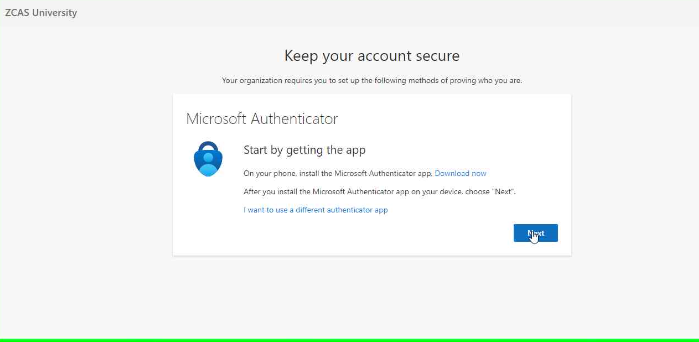 ZCAS University
Keep your account secure
Your organization requires you to set up the following methods of proving who you are.
Microsoft Authenticator
Start by getting the app
On your phone, install the Microsoft Authenticator app. Download now
After you install the Microsoft Authenticator app on your device, choose "Next".
I want to use a different authenticator app
Next